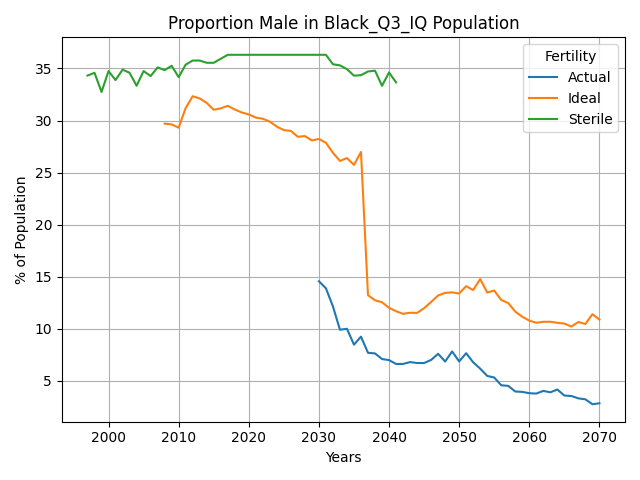 Proportion Male in Black_Q3_IQ Population
Fertility
Actual
Ideal
Sterile
% of Population
35
30
25
20
15
10
5
2000 2010 2020 2030 2040 2050 2060 2070
Years